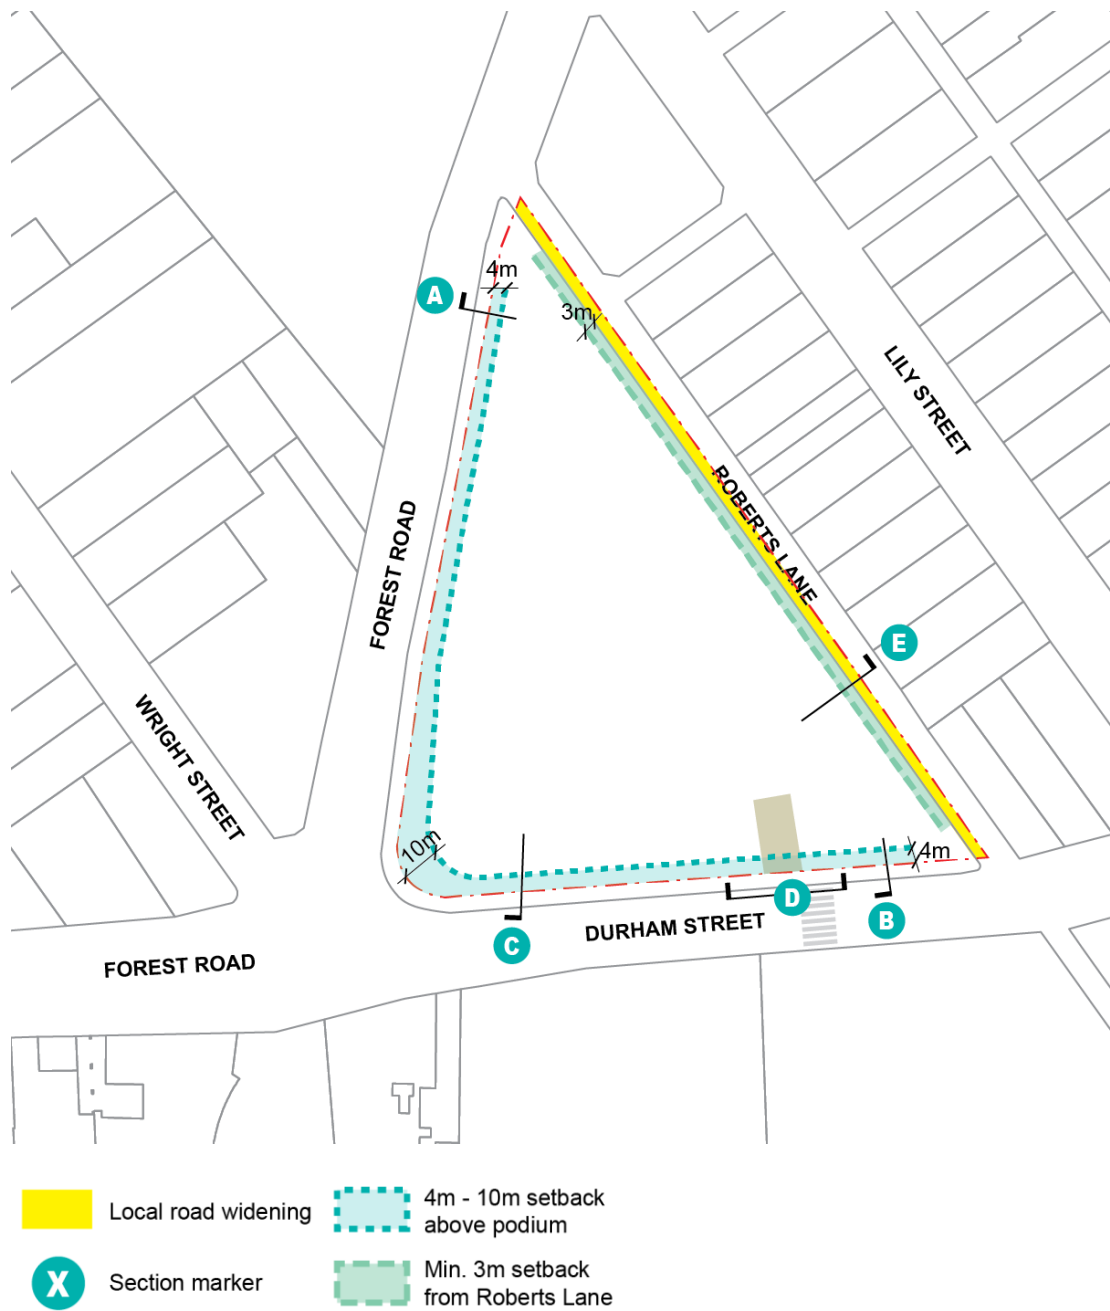 4m
A
3m
LILY STREET
ROBERTS LANE
FOREST ROAD
E
WRIGHT STREET
10m
4m
D
B
C
DURHAM STREET
FOREST ROAD
Local road widening
4m - 10m setback
above podium
X
Section marker
Min. 3m setback
from Roberts Lane